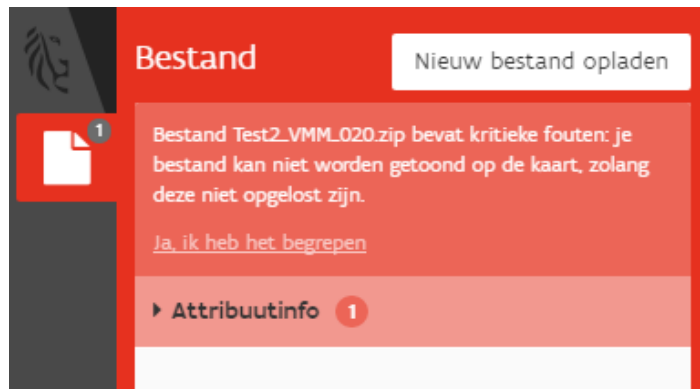 Bestand
Nieuw bestand opladen
1
Bestand Test2_VMM_020.zip bevat kritieke fouten: je
bestand kan niet worden getoond op de kaart, zolang
deze niet opgelost zijn.
Ja, ik heb het begrepen
Attribuutinfo 1